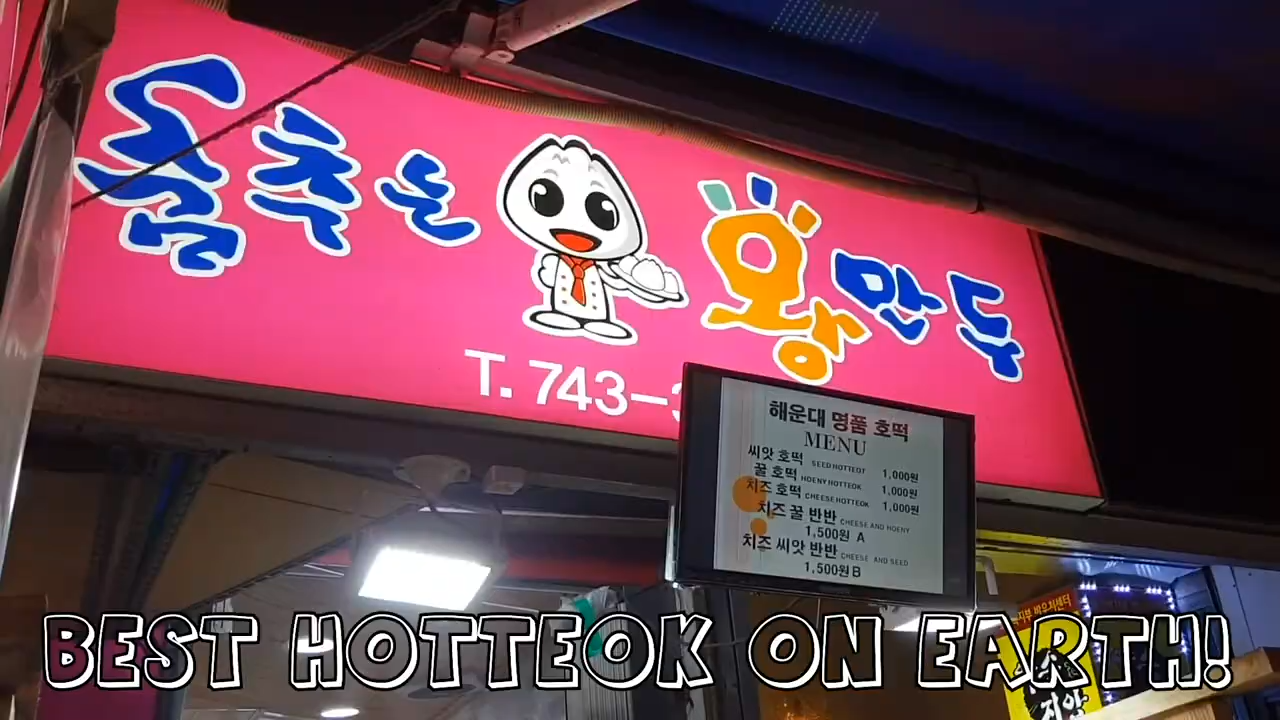 춤추는 왕만두
T. 743-
해운대 명품 호떡
MENU
씨앗 호떡 SEED HOTTEOT 1,000원
꿀 호떡 HOENY HOTTEOK 1,000원
치즈 호떡 CHEESE HOTTEOK 1,000원
치즈 꿀 반반 CHEESE AND HOENY
1,500원 A
치즈 씨앗 반반 CHEESE AND SEED
1,500원 B
BEST HOTTEOK ON EARTH!